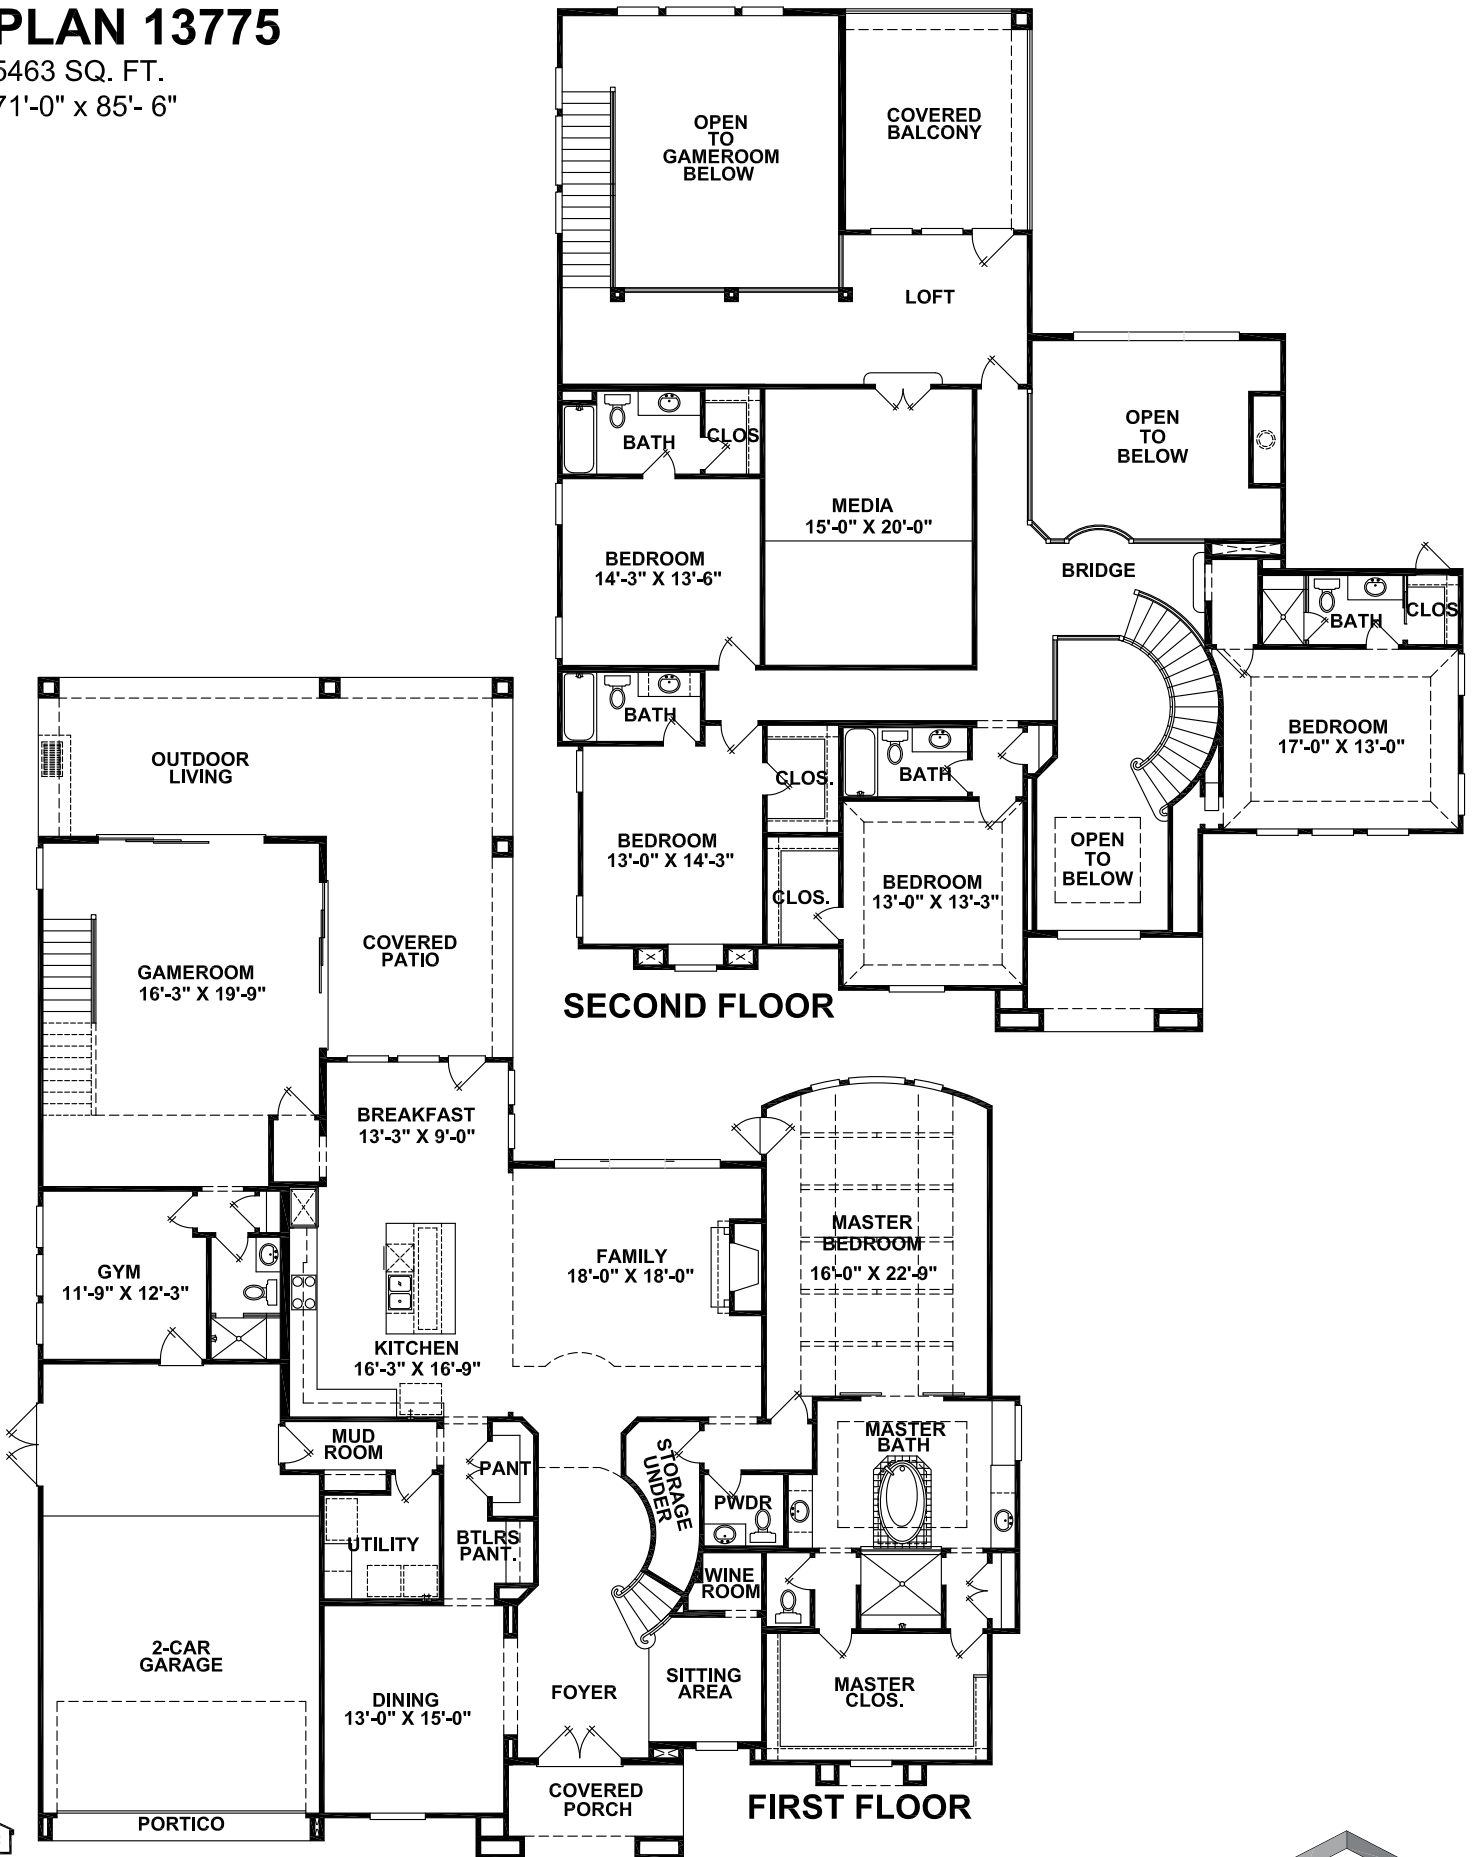 PLAN 13775
5463 SQ. FT.
71'-0" x 85'- 6"
OPEN
TO
GAMEROOM
BELOW
COVERED
BALCONY
LOFT
BATH
CLOS
MEDIA
15'-0" X 20'-0"
OPEN
TO
BELOW
BEDROOM
14'-3" X 13'-6"
BRIDGE
BATH
CLOS
BATH
BEDROOM
17'-0" X 13'-0"
CLOS.
BATH
BEDROOM
13'-0" X 14'-3"
CLOS.
BEDROOM
13'-0" X 13'-3"
OPEN
TO
BELOW
SECOND FLOOR
OUTDOOR
LIVING
COVERED
PATIO
GAMEROOM
16'-3" X 19'-9"
BREAKFAST
13'-3" X 9'-0"
GYM
11'-9" X 12'-3"
FAMILY
18'-0" X 18'-0"
MASTER
BEDROOM
16'-0" X 22'-9"
KITCHEN
16'-3" X 16'-9"
MUD
ROOM
PANT
STORAGE
UNDER
MASTER
BATH
PWDR
UTILITY
BTLRS
PANT.
WINE
ROOM
2-CAR
GARAGE
DINING
13'-0" X 15'-0"
FOYER
SITTING
AREA
MASTER
CLOS.
COVERED
PORCH
PORTICO
FIRST FLOOR